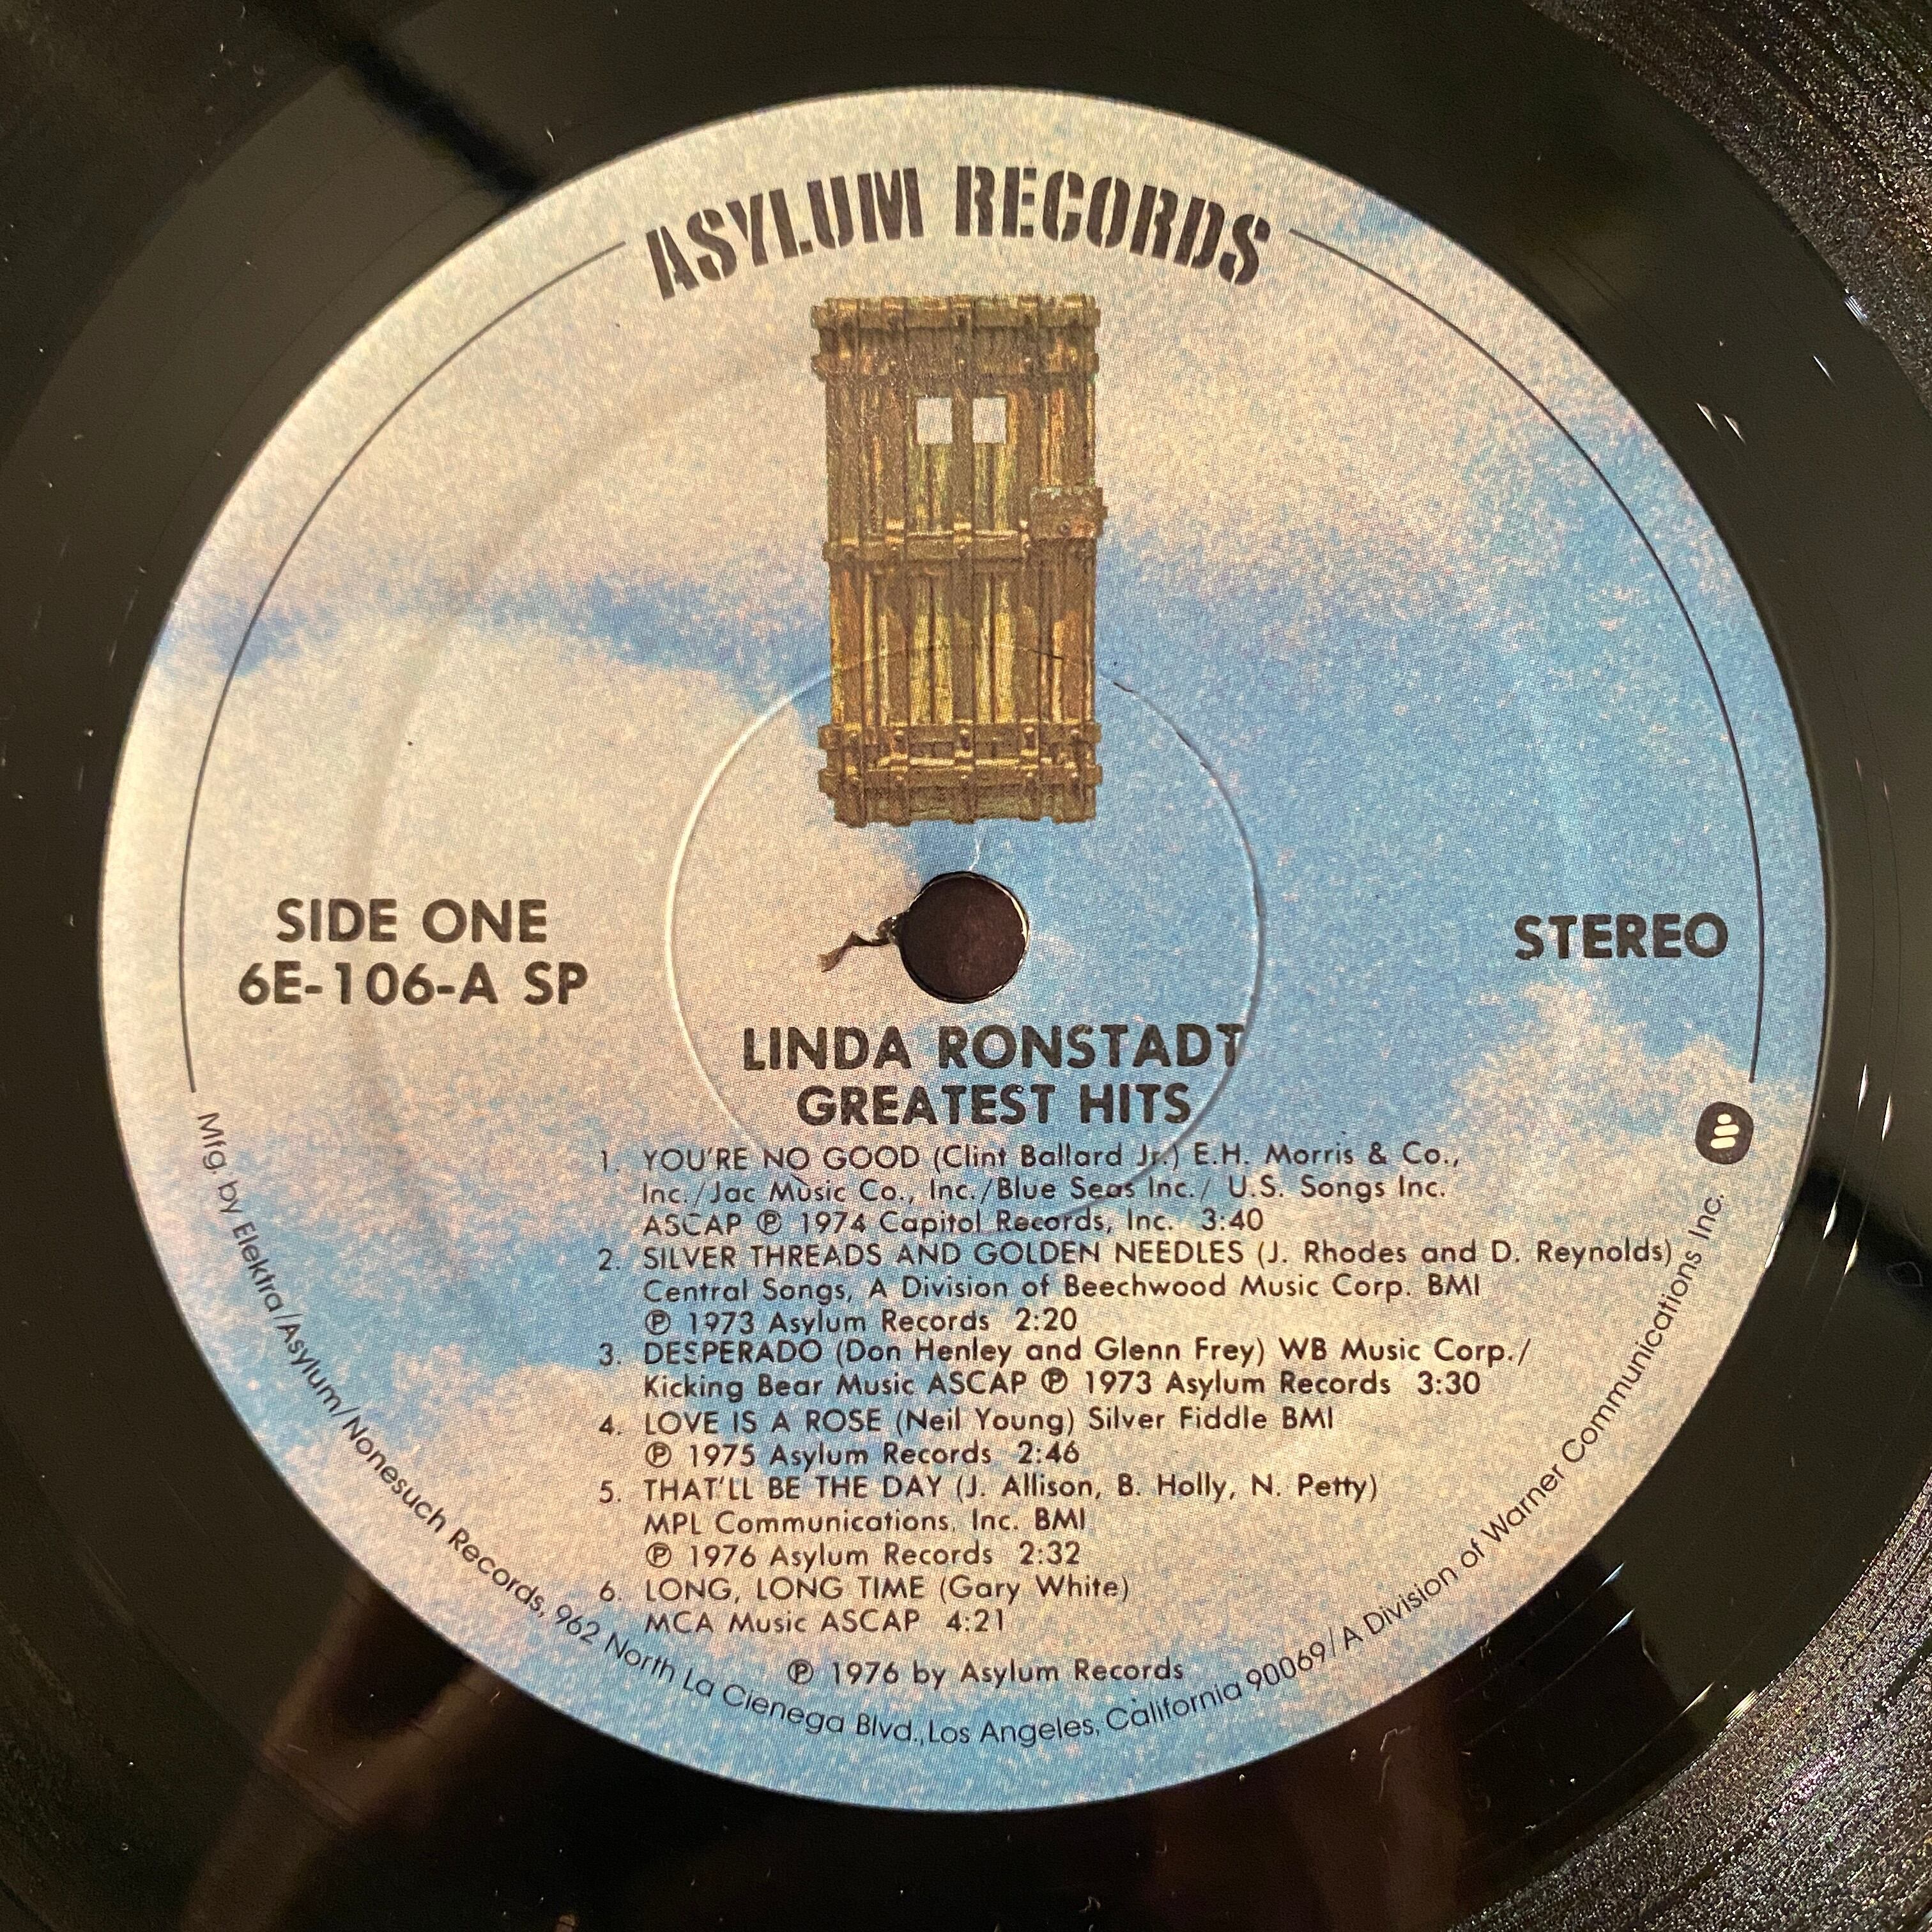 ASYLUM RECORDS
SIDE ONE
6E-106-A SP
STEREO
LINDA RONSTADT
GREATEST HITS
1. YOU'RE NO GOOD (Clint Ballard Jr.) E.H. Morris & Co.,
Inc./Jac Music Co., Inc./Blue Seas Inc./ U.S. Songs Inc.
ASCAP ℗ 1974 Capitol Records, Inc. 3:40
2. SILVER THREADS AND GOLDEN NEEDLES (J. Rhodes and D. Reynolds)
Central Songs, A Division of Beechwood Music Corp. BMI
℗ 1973 Asylum Records 2:20
3. DESPERADO (Don Henley and Glenn Frey) WB Music Corp./
Kicking Bear Music ASCAP ℗ 1973 Asylum Records 3:30
4. LOVE IS A ROSE (Neil Young) Silver Fiddle BMI
℗ 1975 Asylum Records 2:46
5. THAT'LL BE THE DAY (J. Allison, B. Holly, N. Petty)
MPL Communications, Inc. BMI
℗ 1976 Asylum Records 2:32
6. LONG, LONG TIME (Gary White)
MCA Music ASCAP 4:21
℗ 1976 by Asylum Records
Mfg. by Elektra/Asylum/Nonesuch Records, 962 North La Cienega Blvd., Los Angeles, California 90069/A Division of Warner Communications Inc.